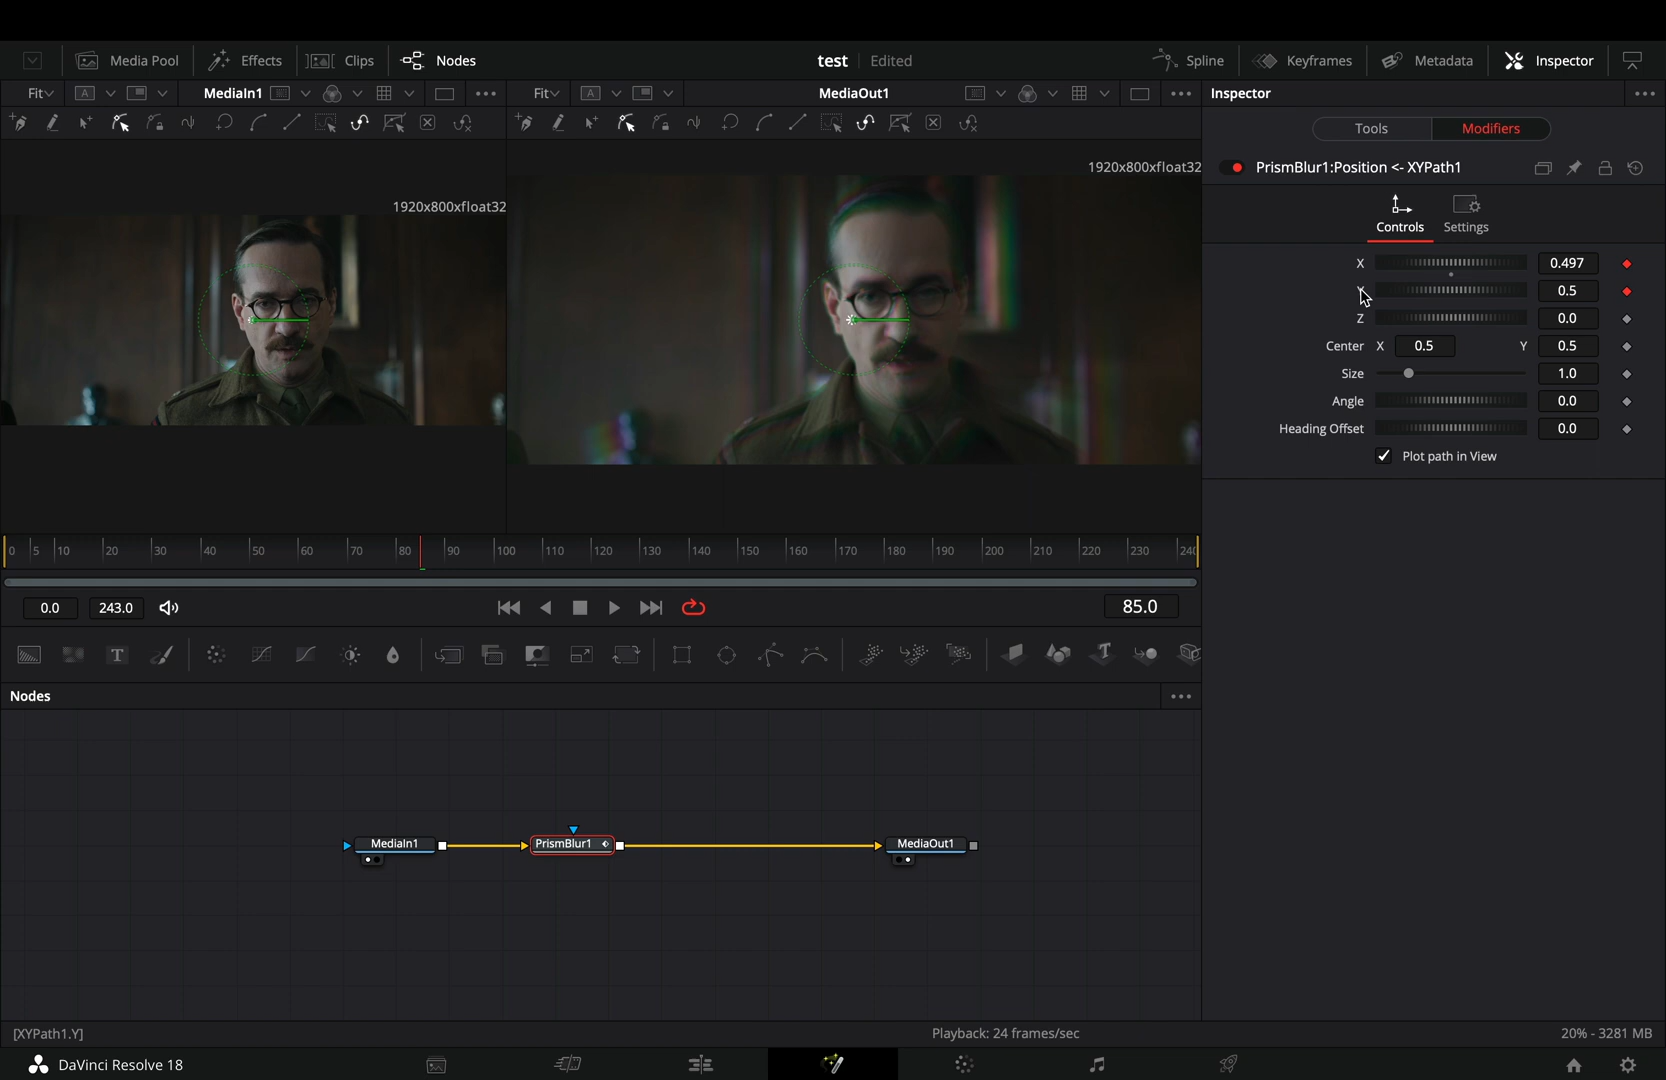 Media Pool
Effects
Clips
Nodes
test
Edited
Spline
Keyframes
Metadata
Inspector
Fit
A
MediaIn1
Fit
A
MediaOut1
Inspector
Tools
Modifiers
1920x800xfloat32
1920x800xfloat32
PrismBlur1:Position <- XYPath1
Controls
Settings
X
0.497
0.5
Z
0.0
Center
X
0.5
Y
0.5
Size
1.0
Angle
0.0
Heading Offset
0.0
Plot path in View
0
5
10
20
30
40
50
60
70
80
90
100
110
120
130
140
150
160
170
180
190
200
210
220
230
0.0
243.0
85.0
T
T
Nodes
MediaIn1
PrismBlur1
MediaOut1
[XYPath1.Y]
Playback: 24 frames/sec
20% - 3281 MB
DaVinci Resolve 18